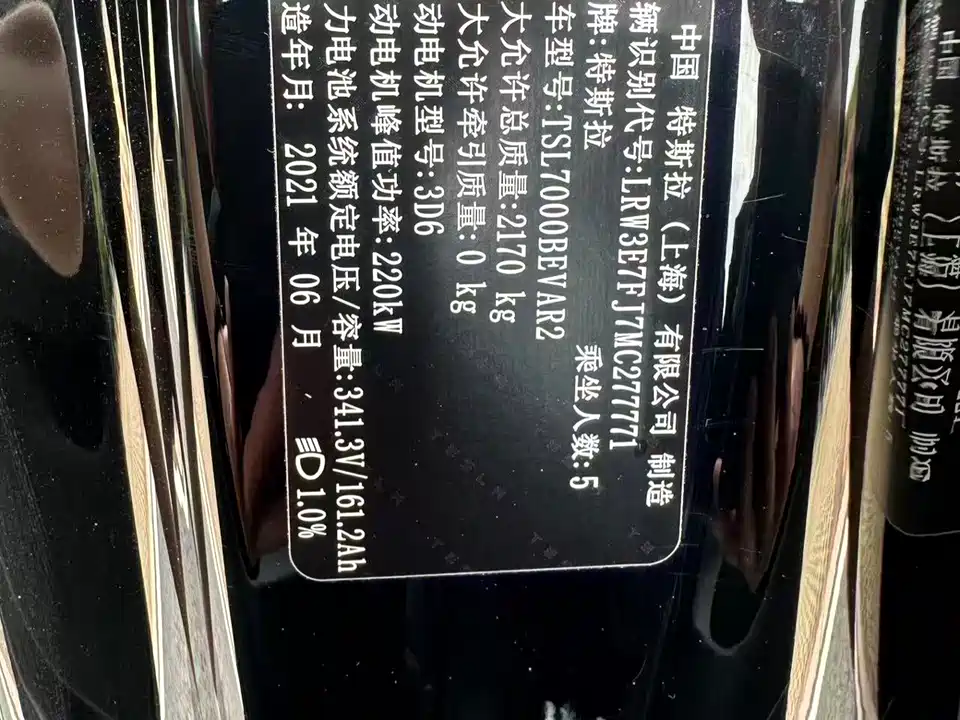 中国 特斯拉（上海）有限公司 制造
辆识别代号:LRW3E7FJ7MC277771
牌:特斯拉 乘坐人数:5
车型号:TSL7000BEVAR2
大允许总质量:2170 kg
大允许牵引质量:0 kg
动电机型号:3D6
动电机峰值功率:220kW
力电池系统额定电压/容量:341.3V/161.2Ah
造年月: 2021 年 06 月 1.0%